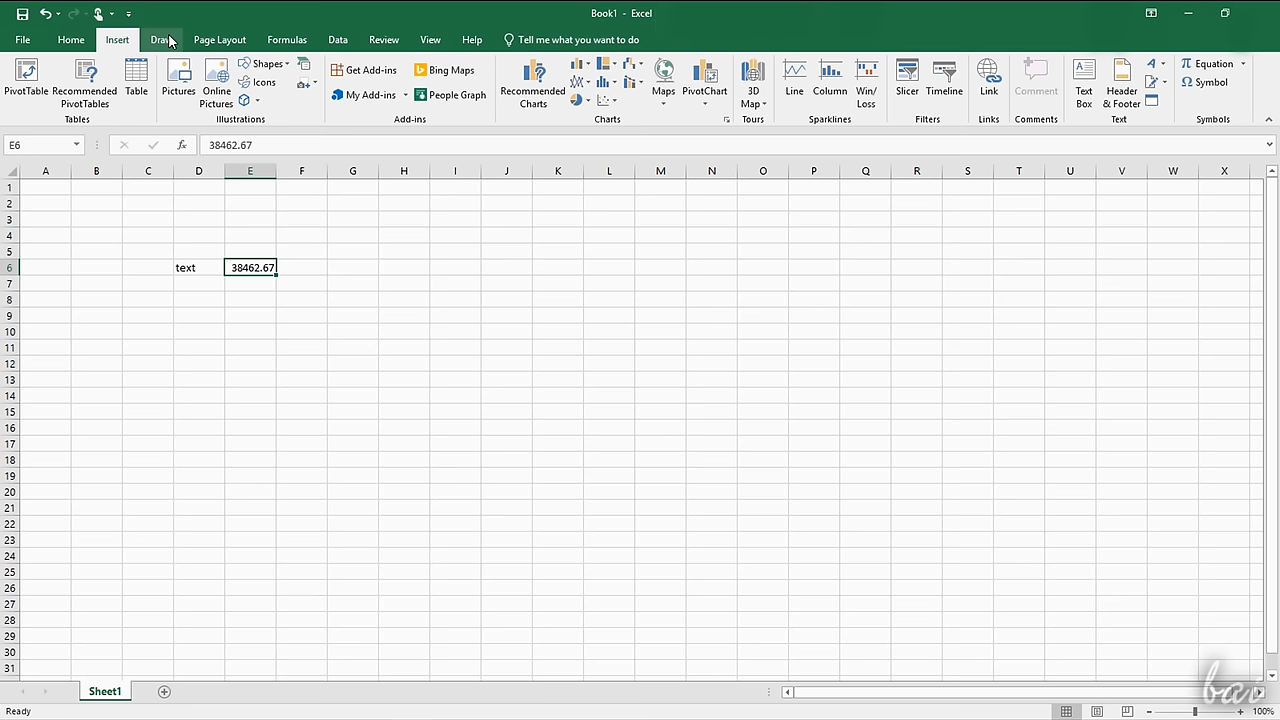 Book1 - Excel
File Home Insert Draw Page Layout Formulas Data Review View Help Tell me what you want to do
PivotTable Recommended PivotTables Table
Tables
Pictures Online Pictures Shapes Icons
Illustrations
Get Add-ins
My Add-ins
Bing Maps
People Graph
Add-ins
Recommended Charts Maps PivotChart
Charts
3D Map
Tours
Line Column Win/Loss
Sparklines
Slicer Timeline
Filters
Link
Links
Comment
Comments
Text Box Header & Footer
Text
Equation
Symbol
Symbols
E6 fx 38462.67
A B C D E F G H I J K L M N O P Q R S T U V W X
1
2
3
4
5
6 text 38462.67
7
8
9
10
11
12
13
14
15
16
17
18
19
20
21
22
23
24
25
26
27
28
29
30
31
Sheet1
Ready 100%
bai